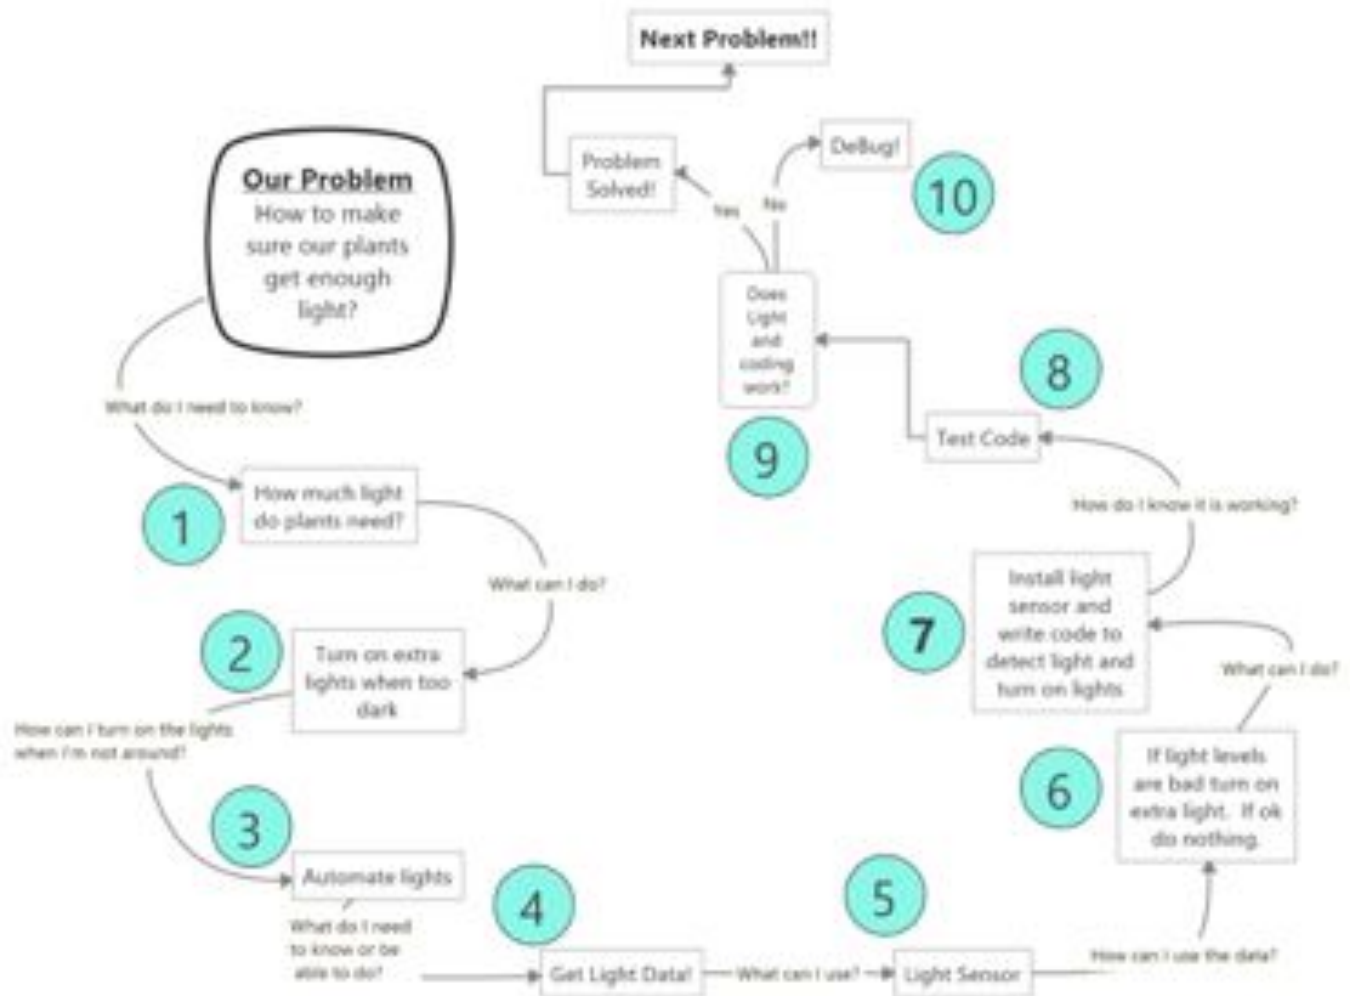 Our Problem
How to make
sure our plants
get enough
light?
What do I need to know?
1
How much light
do plants need?
What can I do?
2
Turn on extra
lights when too
dark
How can I turn on the lights
when I'm not around?
3
Automate lights
What do I need
to know or be
able to do?
4
Get Light Data!
What can I use?
5
Light Sensor
How can I use the data?
6
If light levels
are bad turn on
extra light. If ok
do nothing.
What can I do?
7
Install light
sensor and
write code to
detect light and
turn on lights
How do I know it is working?
8
Test Code
9
Does
Light
and
coding
work?
Yes
No
Problem
Solved!
DeBug!
10
Next Problem!!